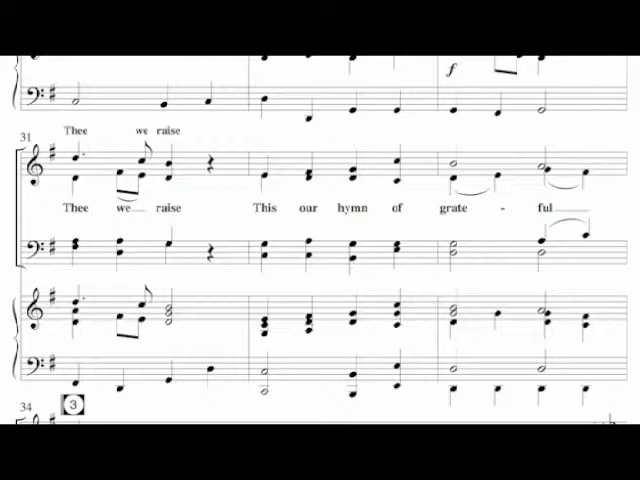 f
Thee we raise
31
Thee we raise This our hymn of grate - ful
34
3